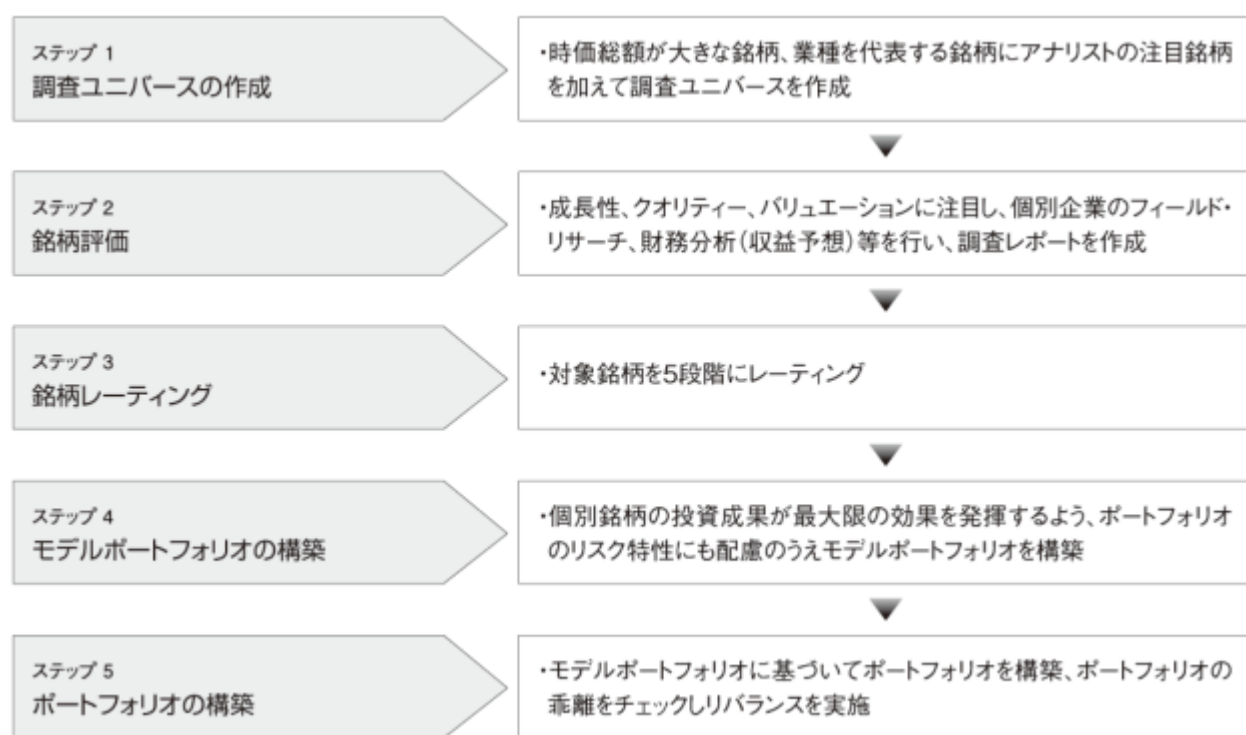 ステップ 1
調査ユニバースの作成
・時価総額が大きな銘柄、業種を代表する銘柄にアナリストの注目銘柄
を加えて調査ユニバースを作成
ステップ 2
銘柄評価
・成長性、クオリティー、バリュエーションに注目し、個別企業のフィールド・
リサーチ、財務分析(収益予想)等を行い、調査レポートを作成
ステップ 3
銘柄レーティング
・対象銘柄を5段階にレーティング
ステップ 4
モデルポートフォリオの構築
・個別銘柄の投資成果が最大限の効果を発揮するよう、ポートフォリオ
のリスク特性にも配慮のうえモデルポートフォリオを構築
ステップ 5
ポートフォリオの構築
・モデルポートフォリオに基づいてポートフォリオを構築、ポートフォリオの
乖離をチェックしリバランスを実施